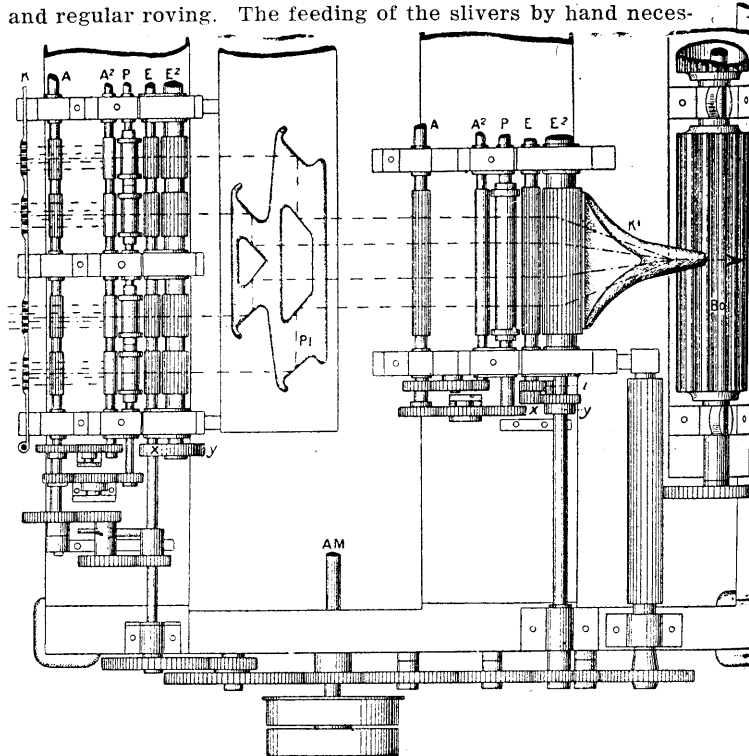 and regular roving. The feeding of the slivers by hand neces-
K A A² P E E²
A A² P E E²
K¹
Bo
P1
x y
x 1
x y
AM